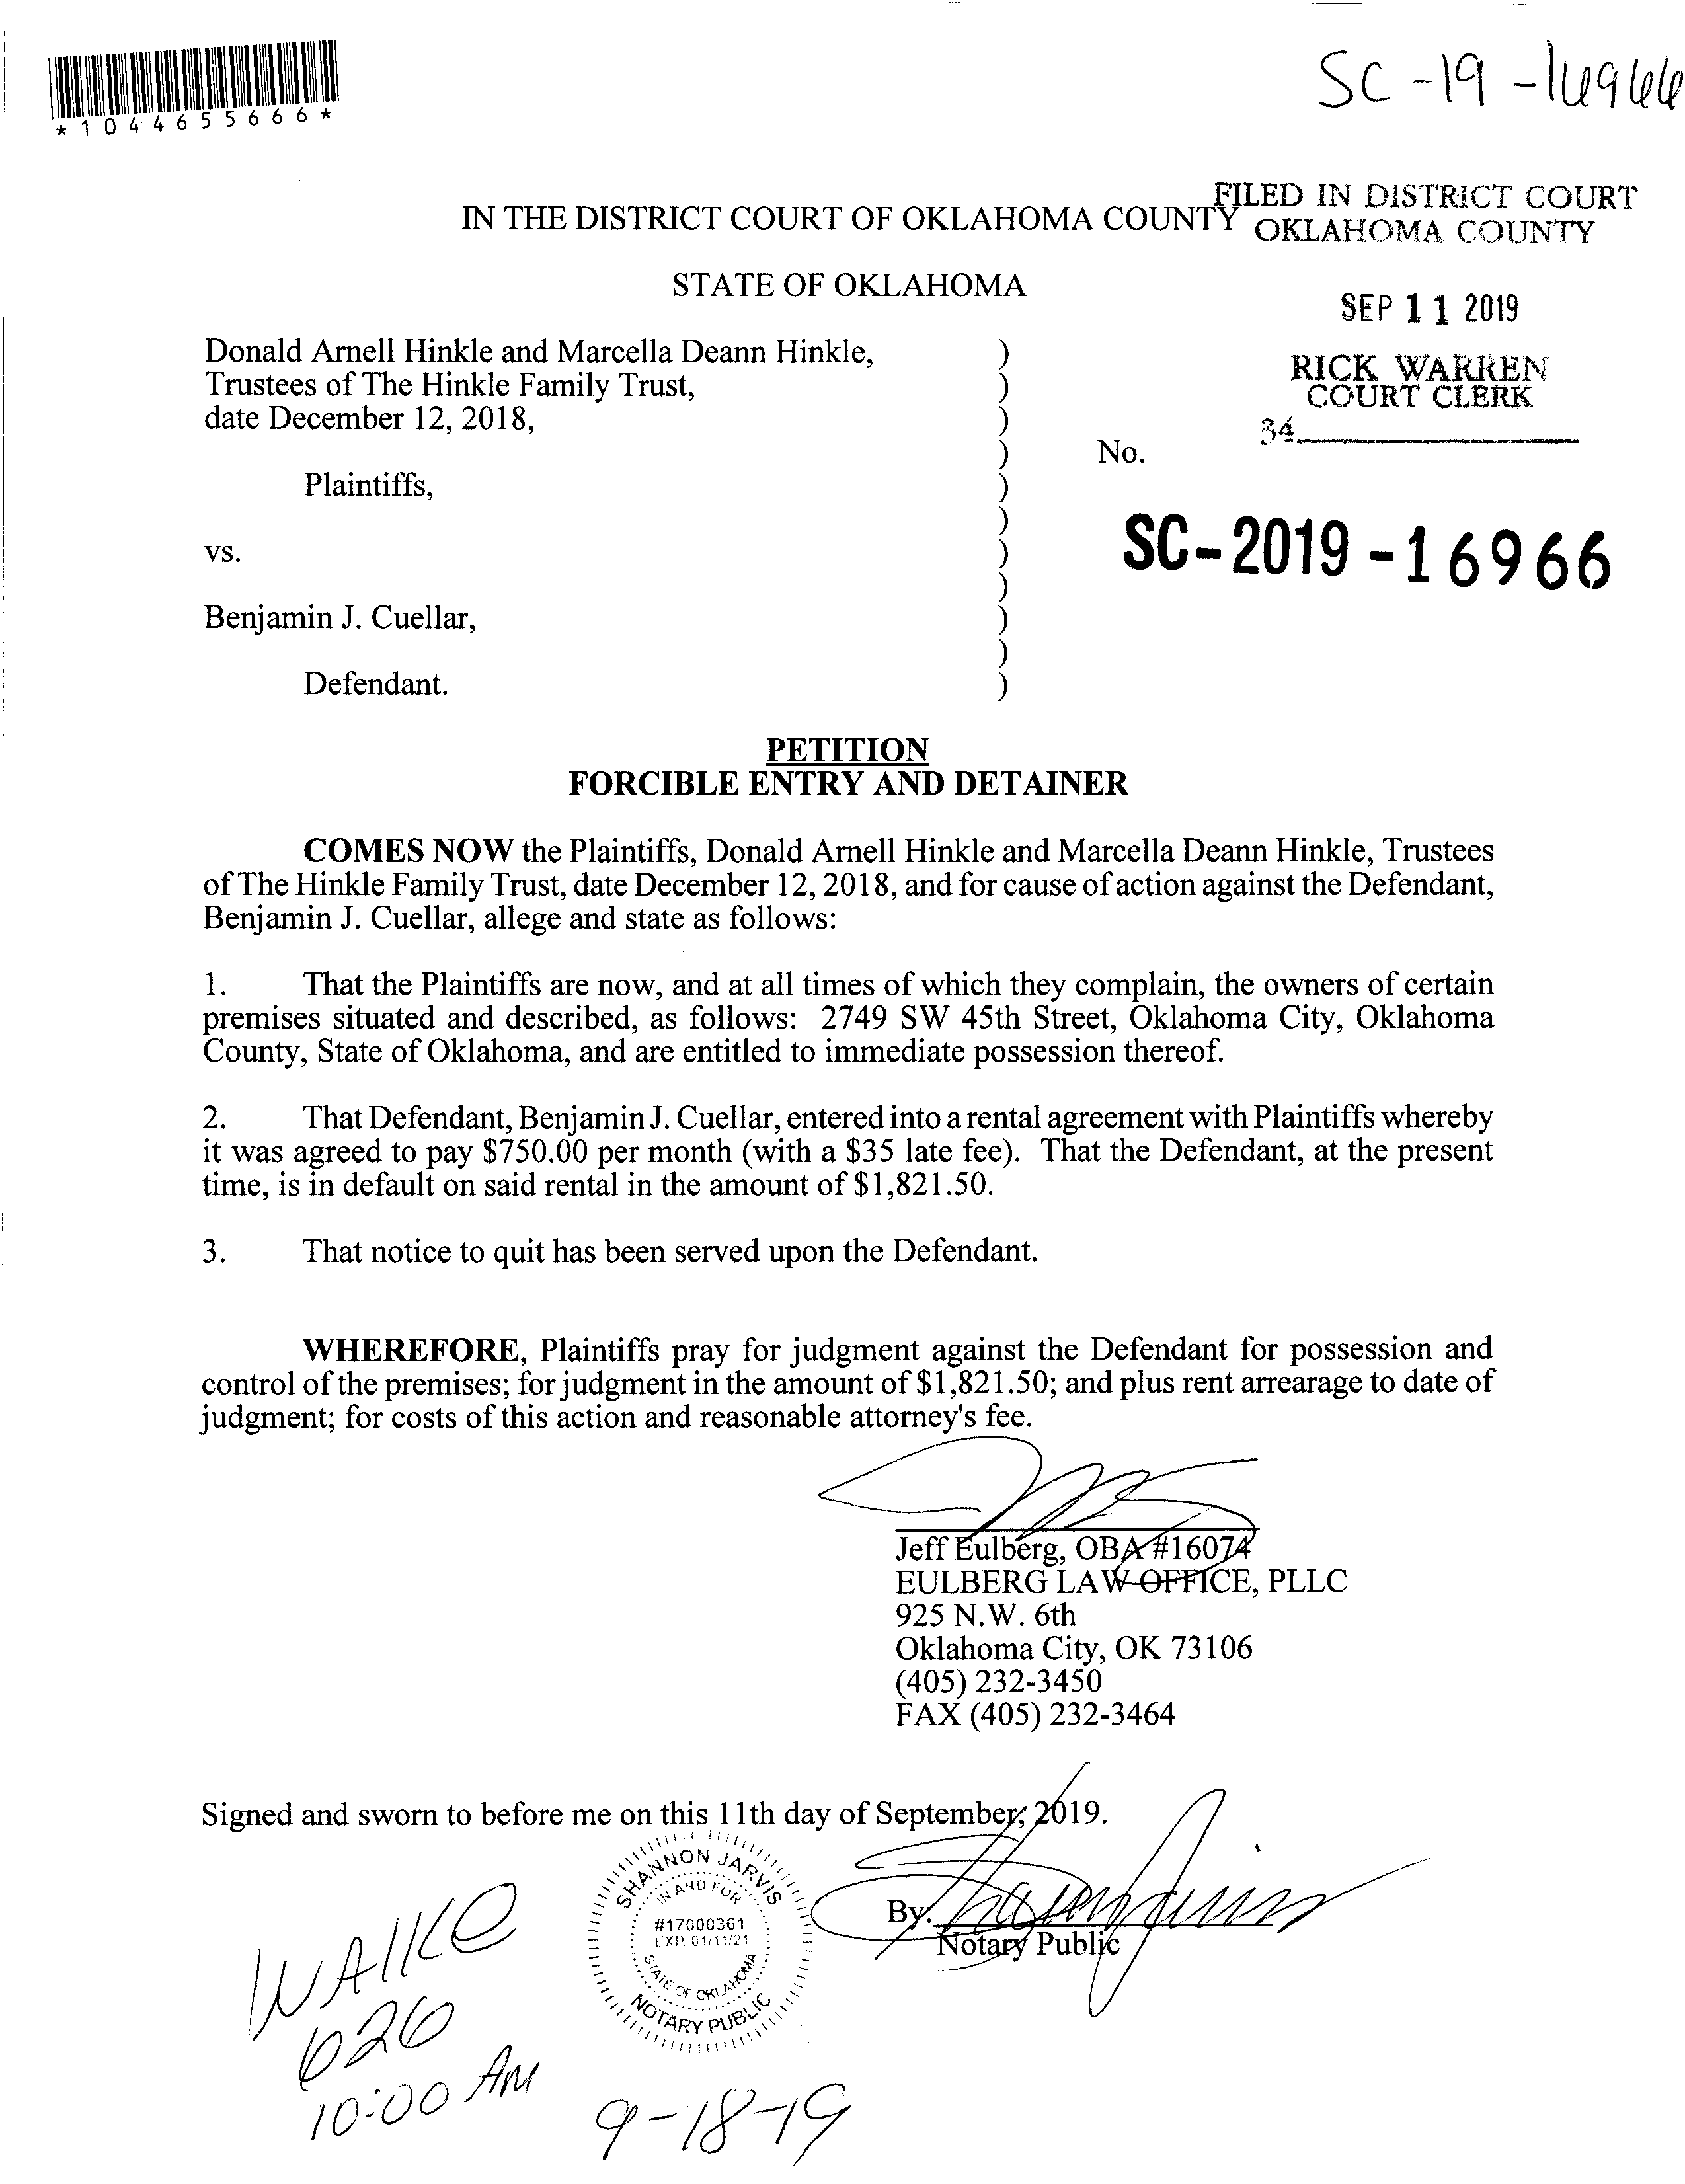 *1044655666*
SC-19-16966
FILED IN DISTRICT COURT
OKLAHOMA COUNTY
IN THE DISTRICT COURT OF OKLAHOMA COUNTY
STATE OF OKLAHOMA
SEP 11 2019
RICK WARREN
COURT CLERK
34
Donald Arnell Hinkle and Marcella Deann Hinkle, )
Trustees of The Hinkle Family Trust, )
date December 12, 2018, )
) No.
Plaintiffs, )
)
vs. )
)
Benjamin J. Cuellar, )
)
Defendant. )
SC-2019-16966
PETITION
FORCIBLE ENTRY AND DETAINER
COMES NOW the Plaintiffs, Donald Arnell Hinkle and Marcella Deann Hinkle, Trustees
of The Hinkle Family Trust, date December 12, 2018, and for cause of action against the Defendant,
Benjamin J. Cuellar, allege and state as follows:
1. That the Plaintiffs are now, and at all times of which they complain, the owners of certain
premises situated and described, as follows: 2749 SW 45th Street, Oklahoma City, Oklahoma
County, State of Oklahoma, and are entitled to immediate possession thereof.
2. That Defendant, Benjamin J. Cuellar, entered into a rental agreement with Plaintiffs whereby
it was agreed to pay $750.00 per month (with a $35 late fee). That the Defendant, at the present
time, is in default on said rental in the amount of $1,821.50.
3. That notice to quit has been served upon the Defendant.
WHEREFORE, Plaintiffs pray for judgment against the Defendant for possession and
control of the premises; for judgment in the amount of $1,821.50; and plus rent arrearage to date of
judgment; for costs of this action and reasonable attorney's fee.
Jeff Eulberg, OBA #16074
EULBERG LAW OFFICE, PLLC
925 N.W. 6th
Oklahoma City, OK 73106
(405) 232-3450
FAX (405) 232-3464
Signed and sworn to before me on this 11th day of September, 2019.
SHANNON JARVIS
IN AND FOR
#17000361
EXP. 01/11/21
STATE OF OKLAHOMA
NOTARY PUBLIC
By:
Notary Public
WAlKe
626
10:00 AM
9-18-19